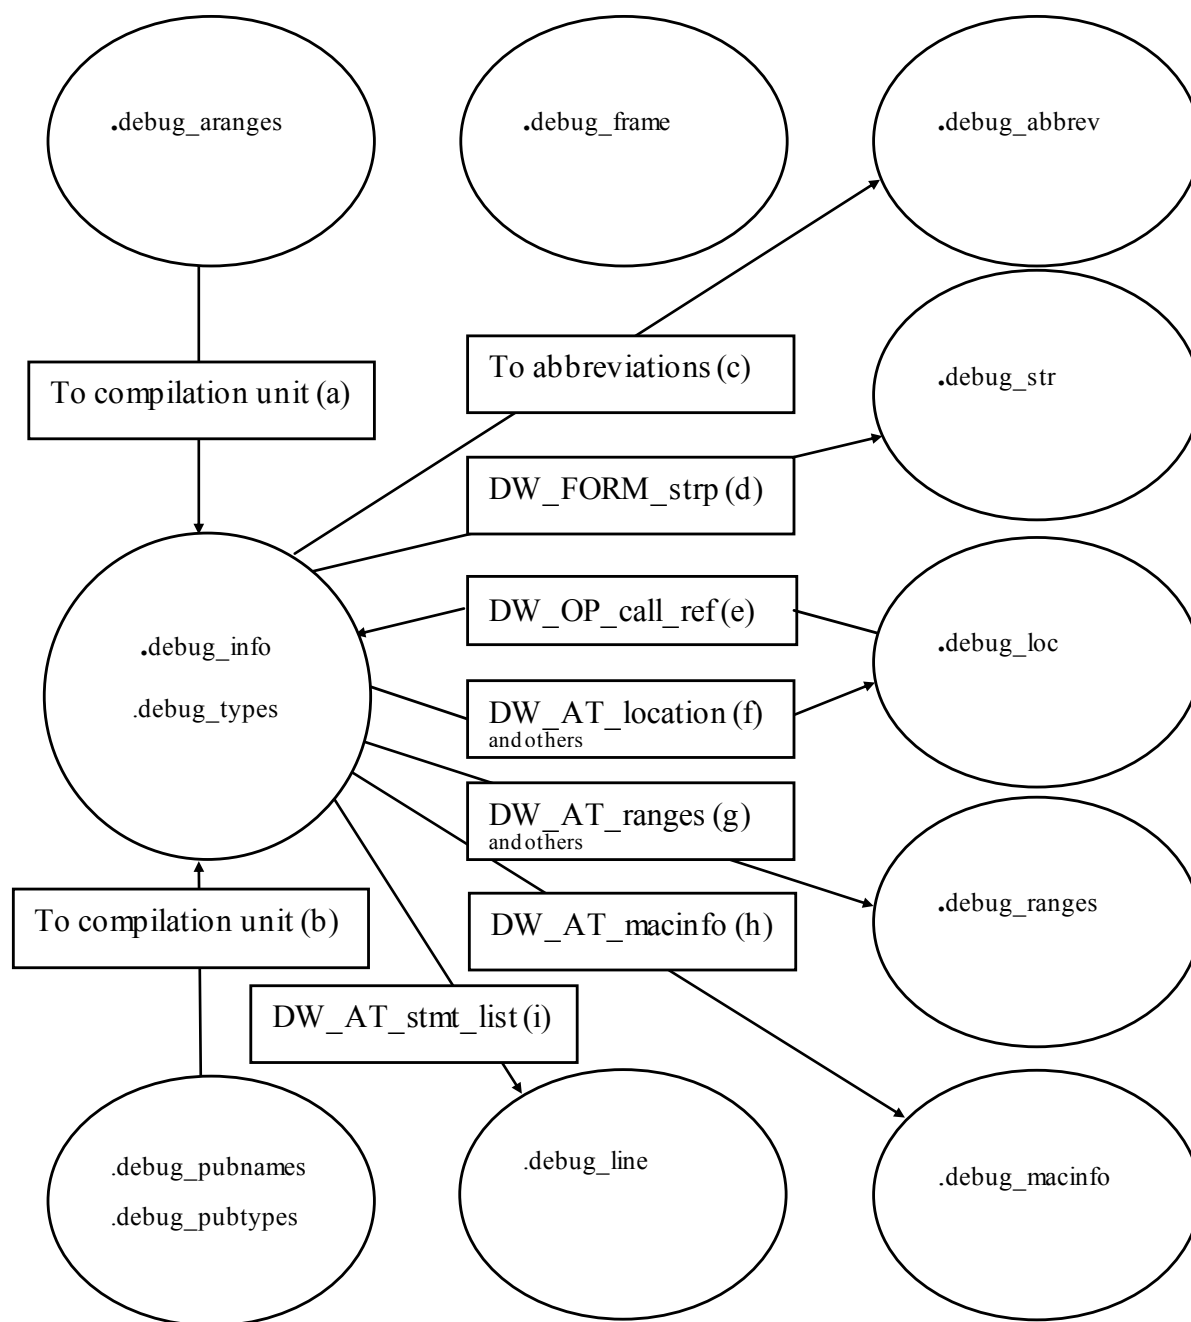 .debug_aranges
.debug_frame
.debug_abbrev
To compilation unit (a)
To abbreviations (c)
.debug_str
DW_FORM_strp (d)
DW_OP_call_ref (e)
.debug_info
.debug_types
.debug_loc
DW_AT_location (f)
and others
DW_AT_ranges (g)
and others
To compilation unit (b)
DW_AT_macinfo (h)
.debug_ranges
DW_AT_stmt_list (i)
.debug_pubnames
.debug_pubtypes
.debug_line
.debug_macinfo